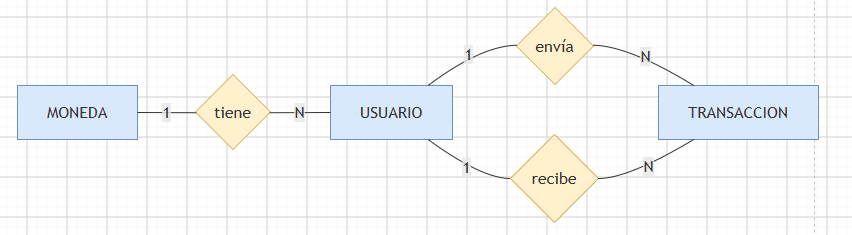 MONEDA
1
tiene
N
USUARIO
1
envía
N
1
recibe
N
TRANSACCION